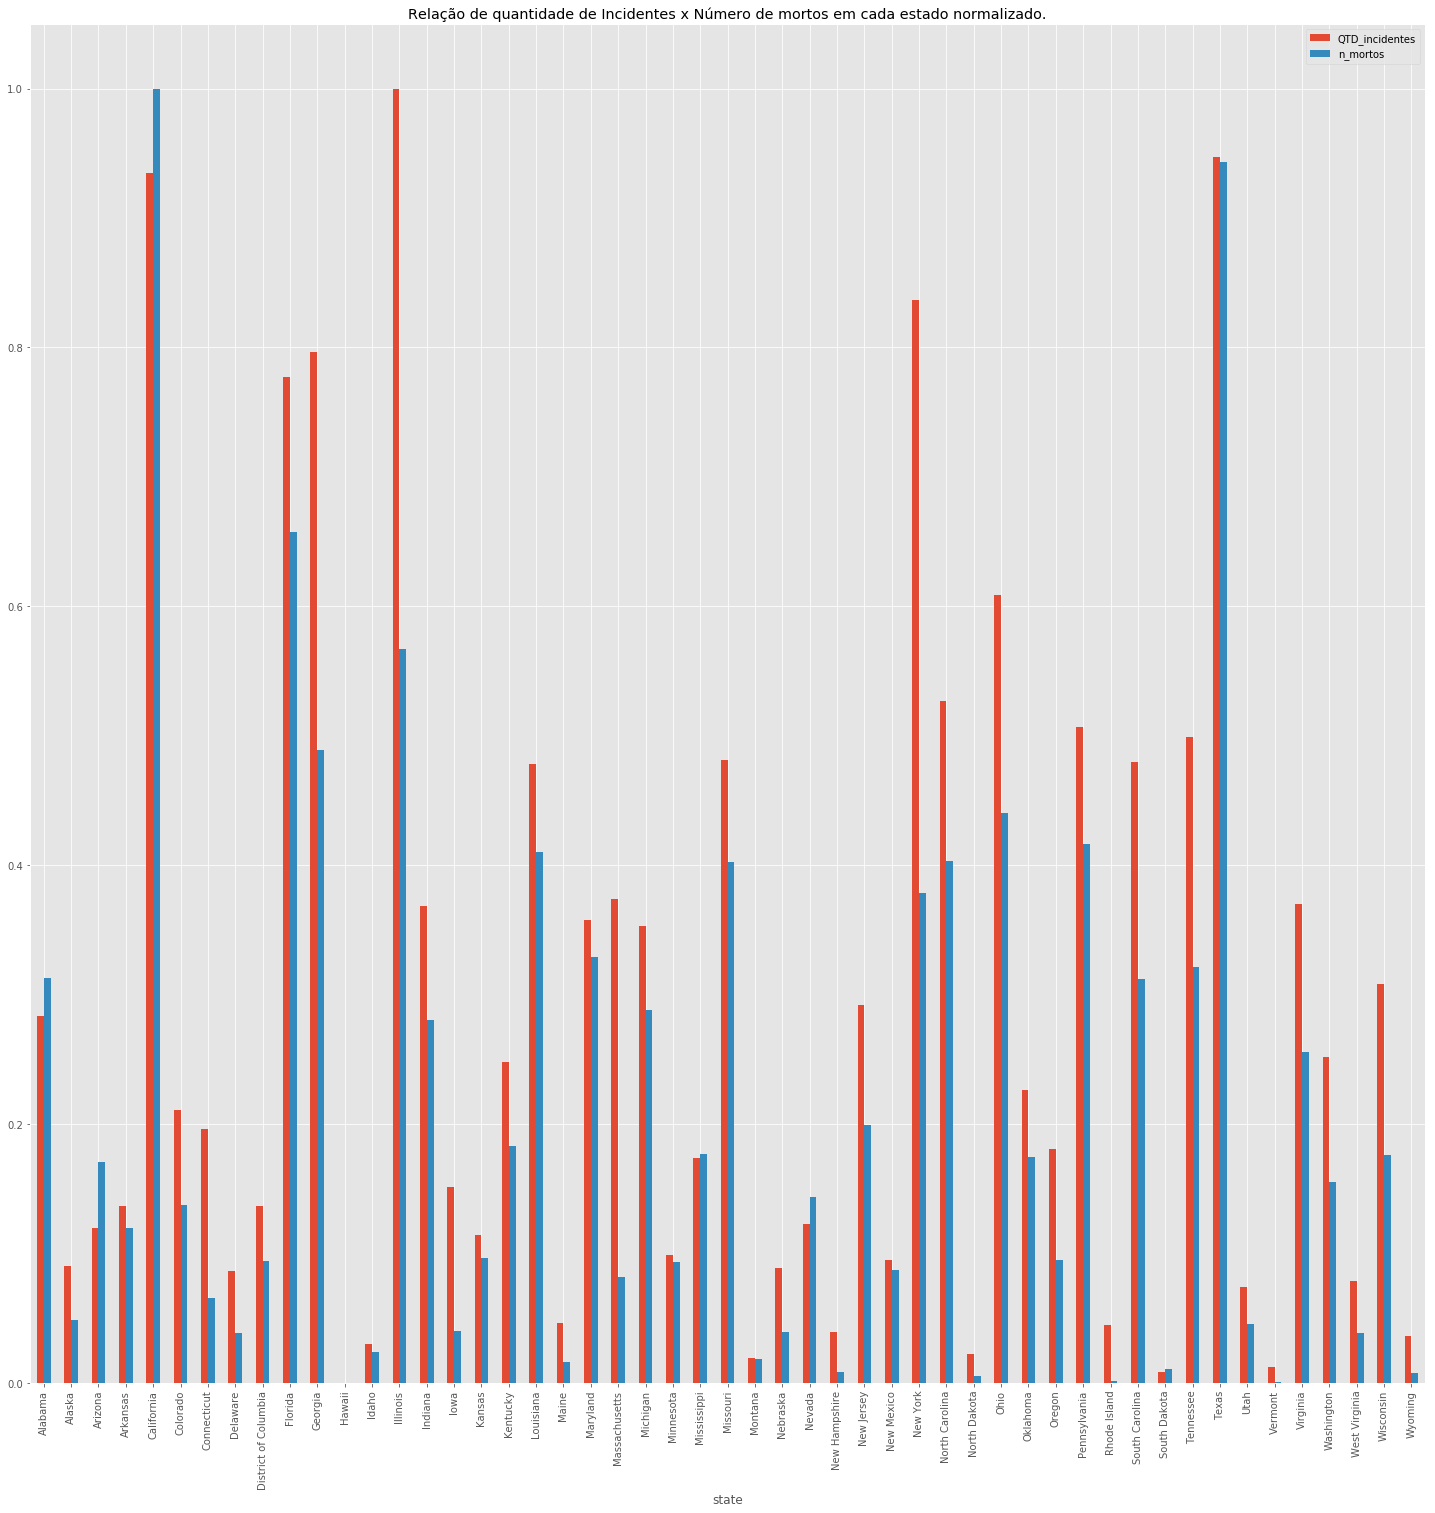 Relação de quantidade de Incidentes x Número de mortos em cada estado normalizado.
QTD_incidentes
n_mortos
1.0
0.8
0.6
0.4
0.2
0.0
Alabama
Alaska
Arizona
Arkansas
California
Colorado
Connecticut
Delaware
District of Columbia
Florida
Georgia
Hawaii
Idaho
Illinois
Indiana
Iowa
Kansas
Kentucky
Louisiana
Maine
Maryland
Massachusetts
Michigan
Minnesota
Mississippi
Missouri
Montana
Nebraska
Nevada
New Hampshire
New Jersey
New Mexico
New York
North Carolina
North Dakota
Ohio
Oklahoma
Oregon
Pennsylvania
Rhode Island
South Carolina
South Dakota
Tennessee
Texas
Utah
Vermont
Virginia
Washington
West Virginia
Wisconsin
Wyoming
state